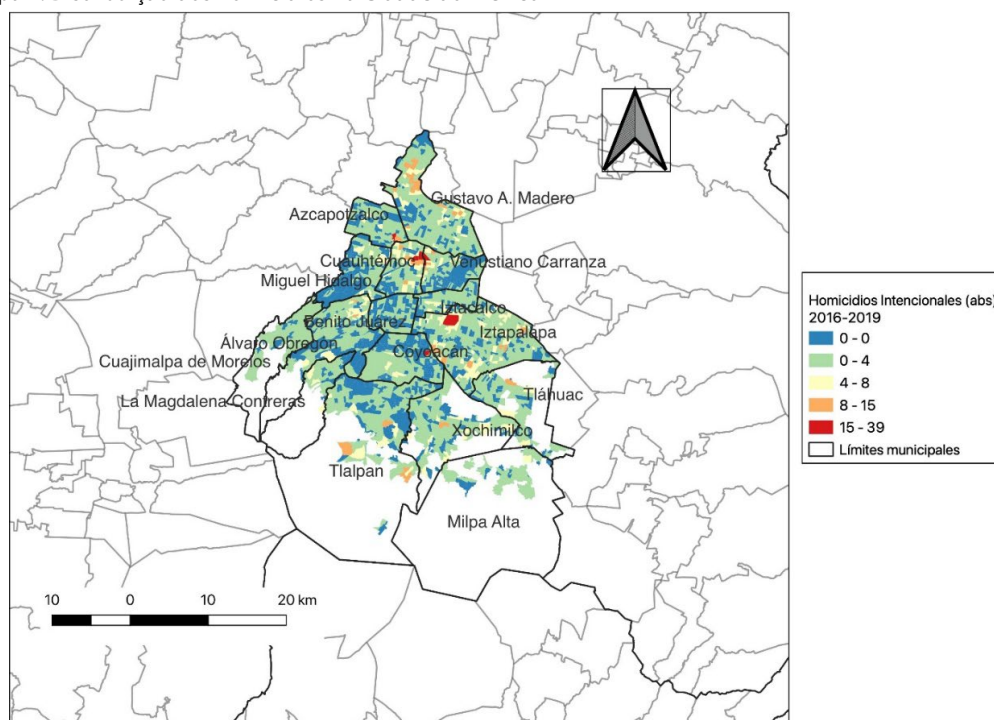 Gustavo A. Madero
Azcapotzalco
Cuauhtémoc
Venustiano Carranza
Miguel Hidalgo
Iztacalco
Benito Juárez
Iztapalapa
Álvaro Obregón
Coyoacán
Cuajimalpa de Morelos
Tláhuac
La Magdalena Contreras
Xochimilco
Tlalpan
Milpa Alta
10 0 10 20 km
Homicidios Intencionales (abs)
2016-2019
0 - 0
0 - 4
4 - 8
8 - 15
15 - 39
Límites municipales